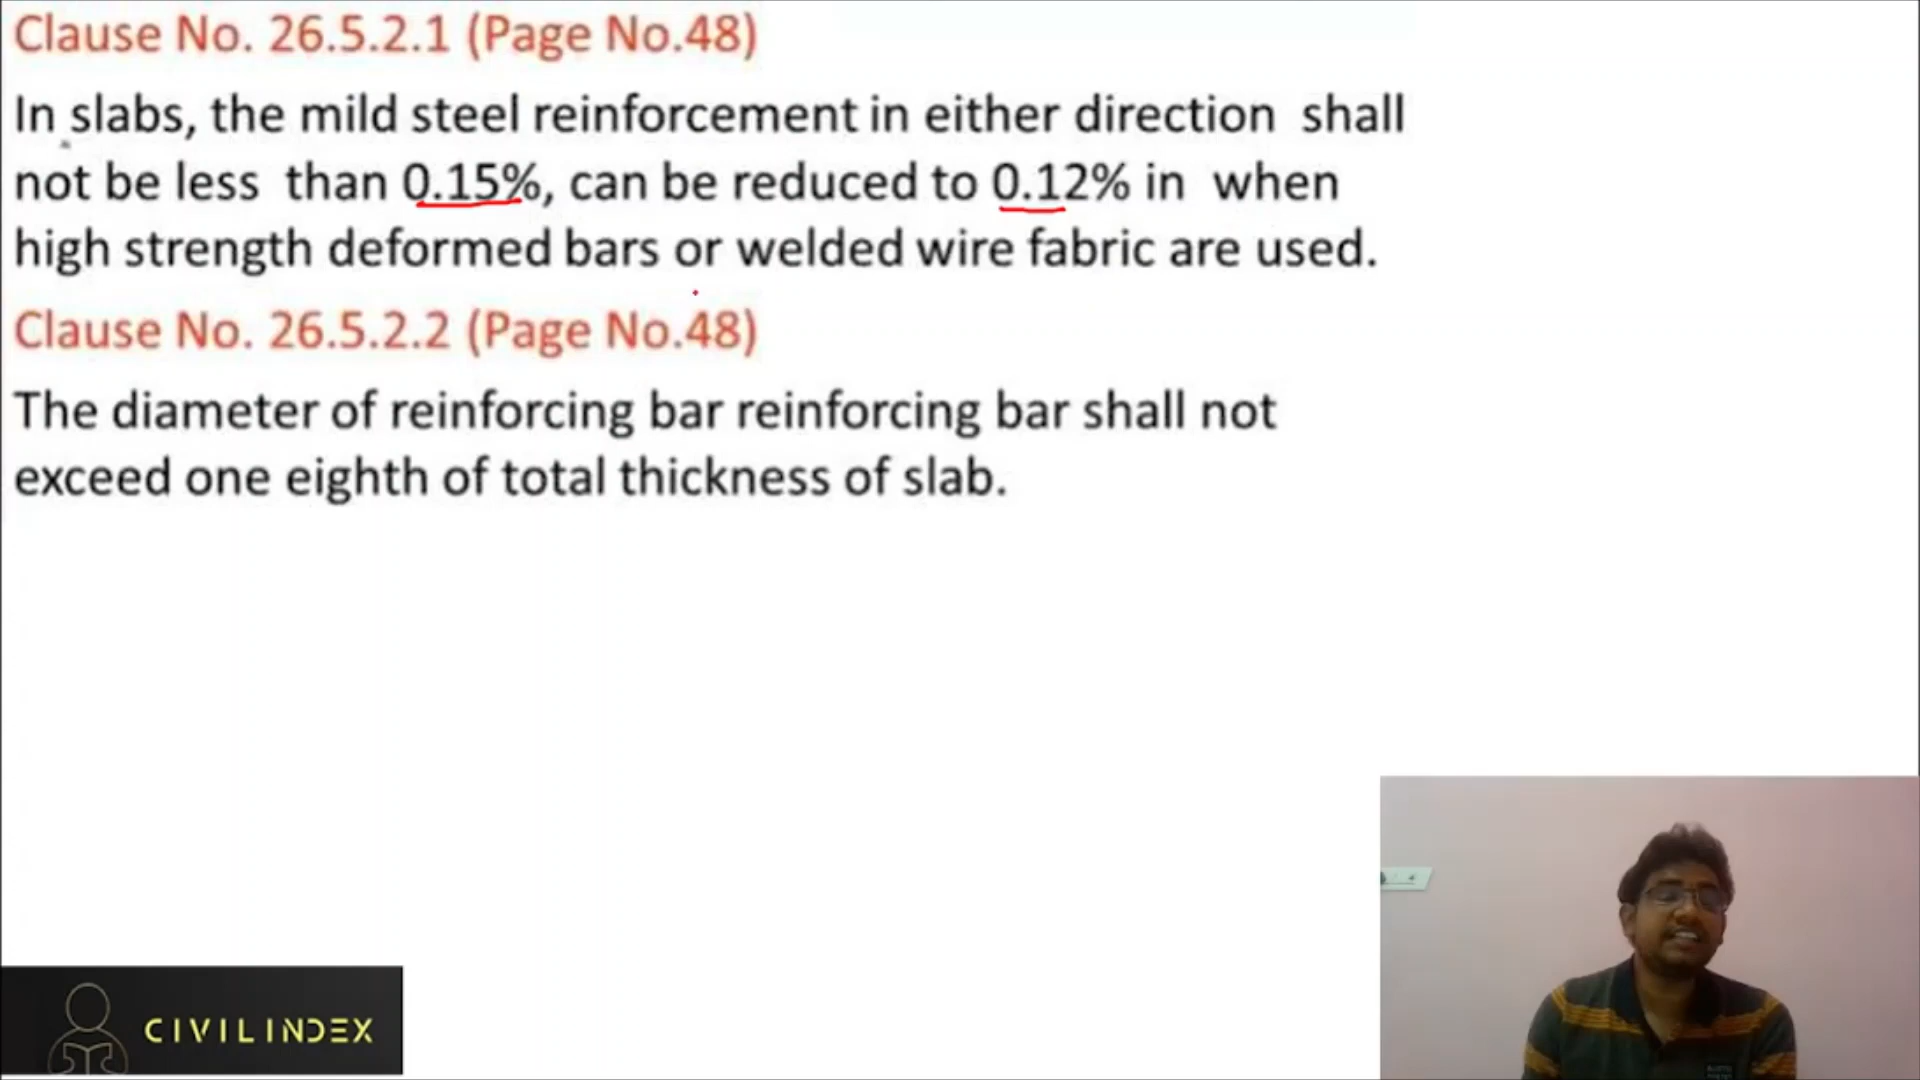 Clause No. 26.5.2.1 (Page No.48)
In slabs, the mild steel reinforcement in either direction shall
not be less than 0.15%, can be reduced to 0.12% in when
high strength deformed bars or welded wire fabric are used.
Clause No. 26.5.2.2 (Page No.48)
The diameter of reinforcing bar reinforcing bar shall not
exceed one eighth of total thickness of slab.
CIVILINDEX